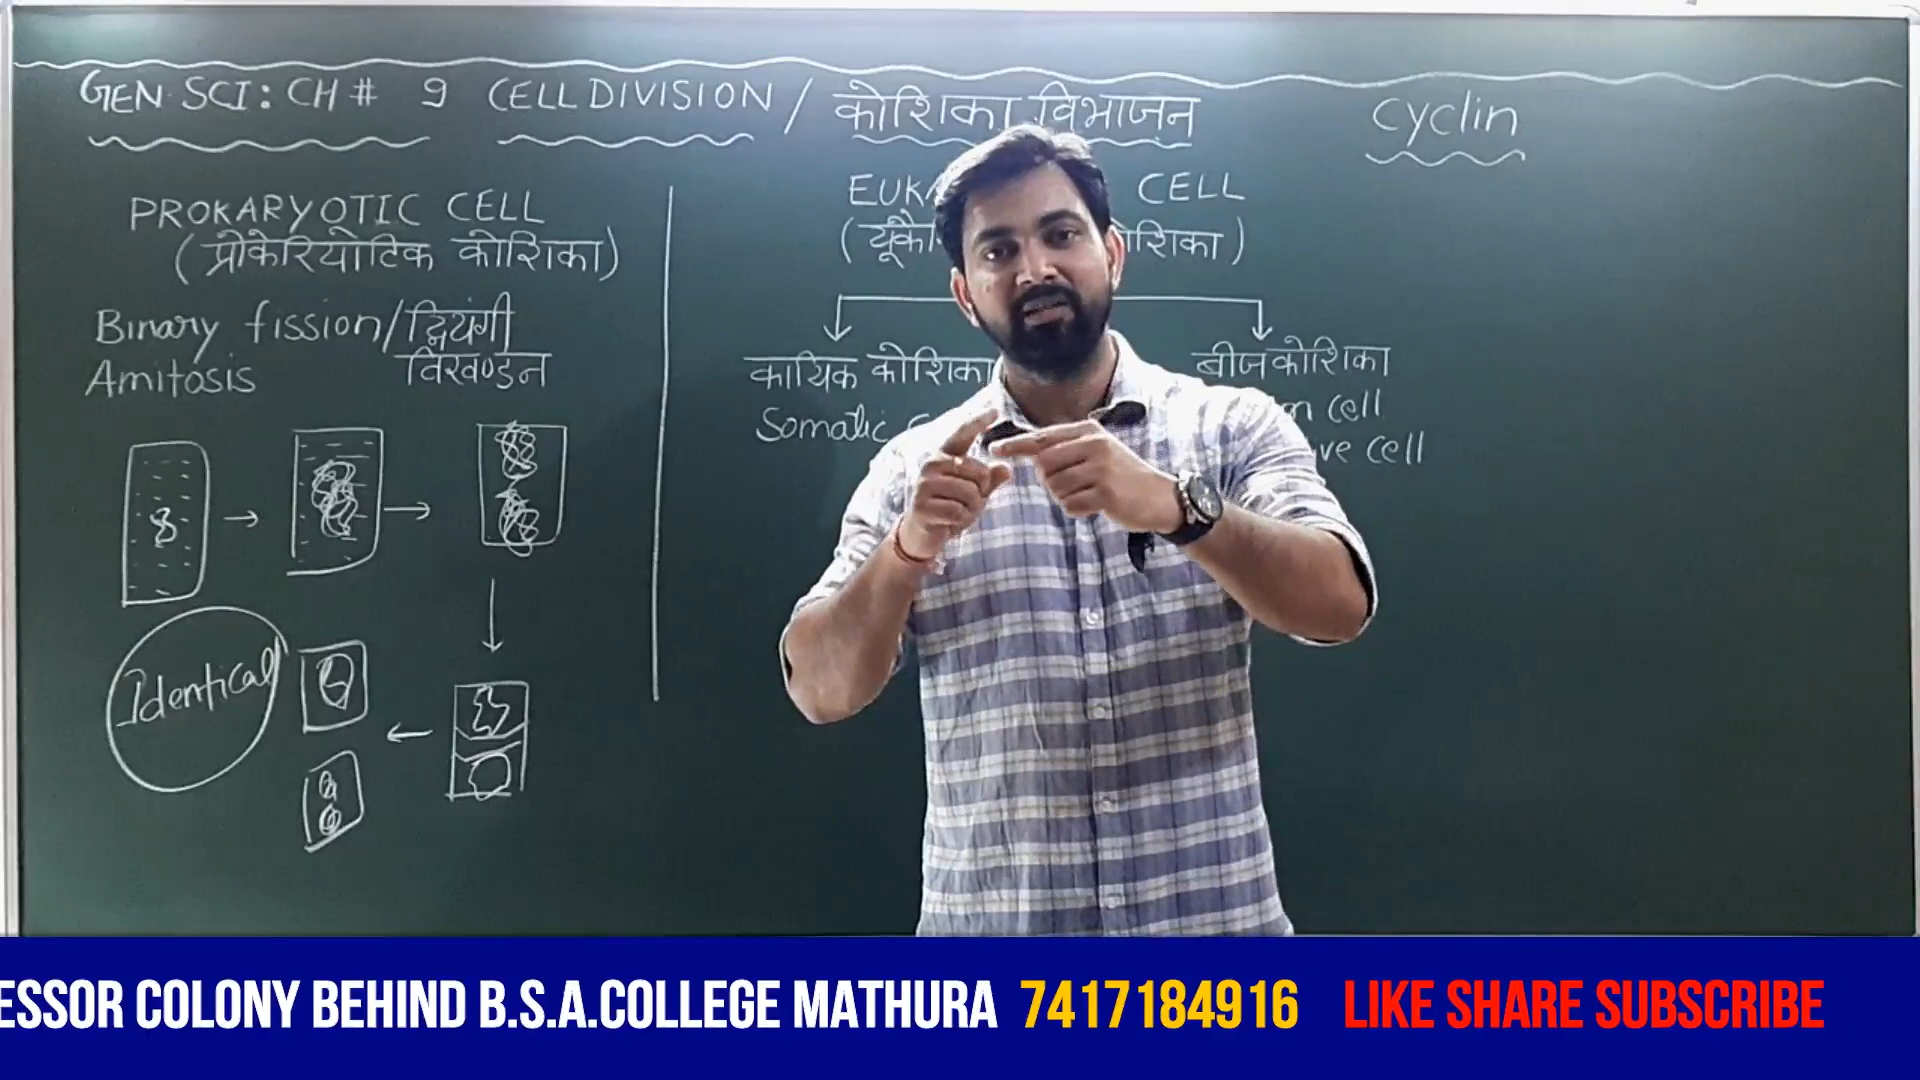 GEN SCI: CH # 9 CELL DIVISION / कोशिका विभाजन
Cyclin
PROKARYOTIC CELL
(प्रोकेरियोटिक कोशिका)
Binary fission/द्वियंगी
विखण्डन
Amitosis
Identical
CELL
कायिक कोशिका
Somatic
बीजकोशिका
cell
cell
COLONY BEHIND B.S.A.COLLEGE MATHURA 7417184916 LIKE SHARE SUBSCRIBE